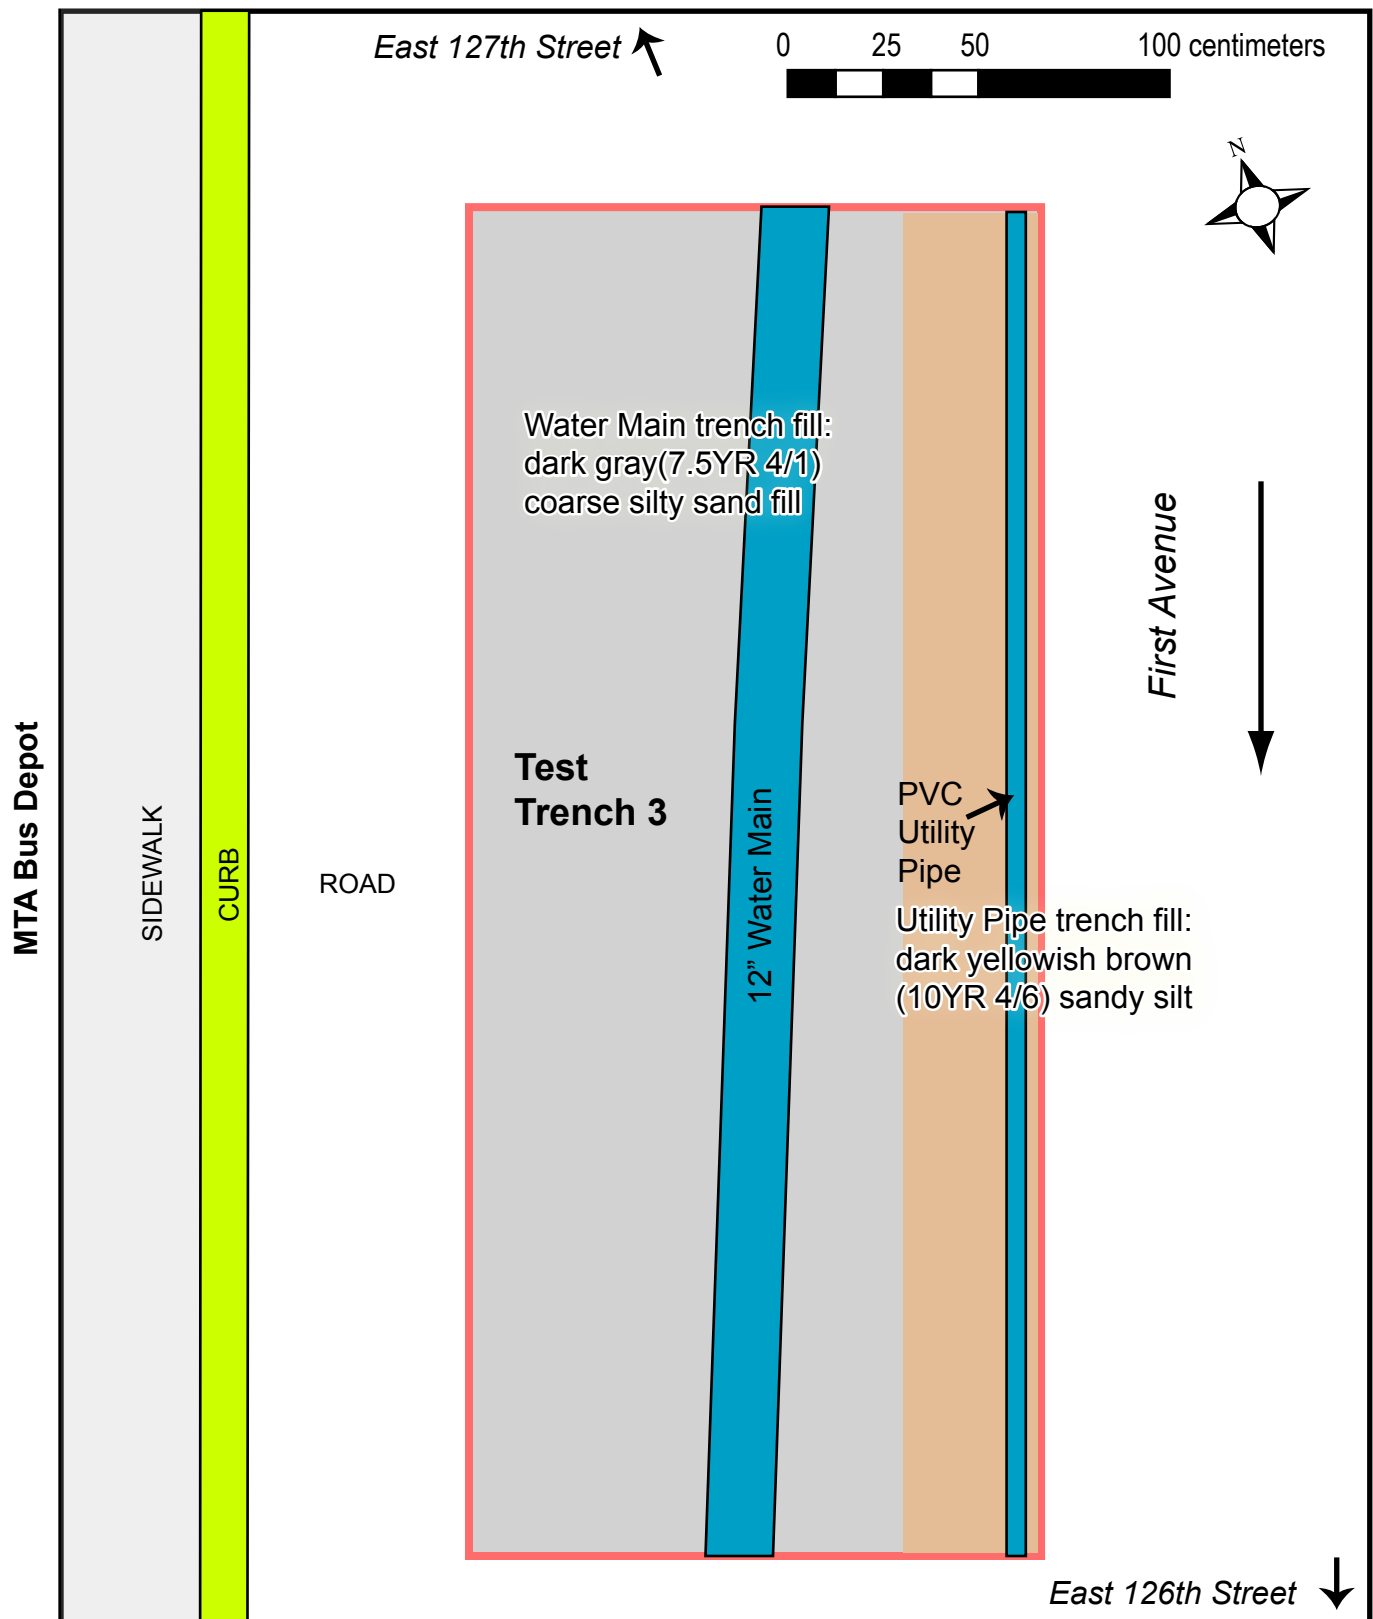 East 127th Street
0 25 50 100 centimeters
N
Water Main trench fill:
dark gray(7.5YR 4/1)
coarse silty sand fill
First Avenue
Test
Trench 3
MTA Bus Depot
SIDEWALK
CURB
ROAD
12” Water Main
PVC
Utility
Pipe
Utility Pipe trench fill:
dark yellowish brown
(10YR 4/6) sandy silt
East 126th Street